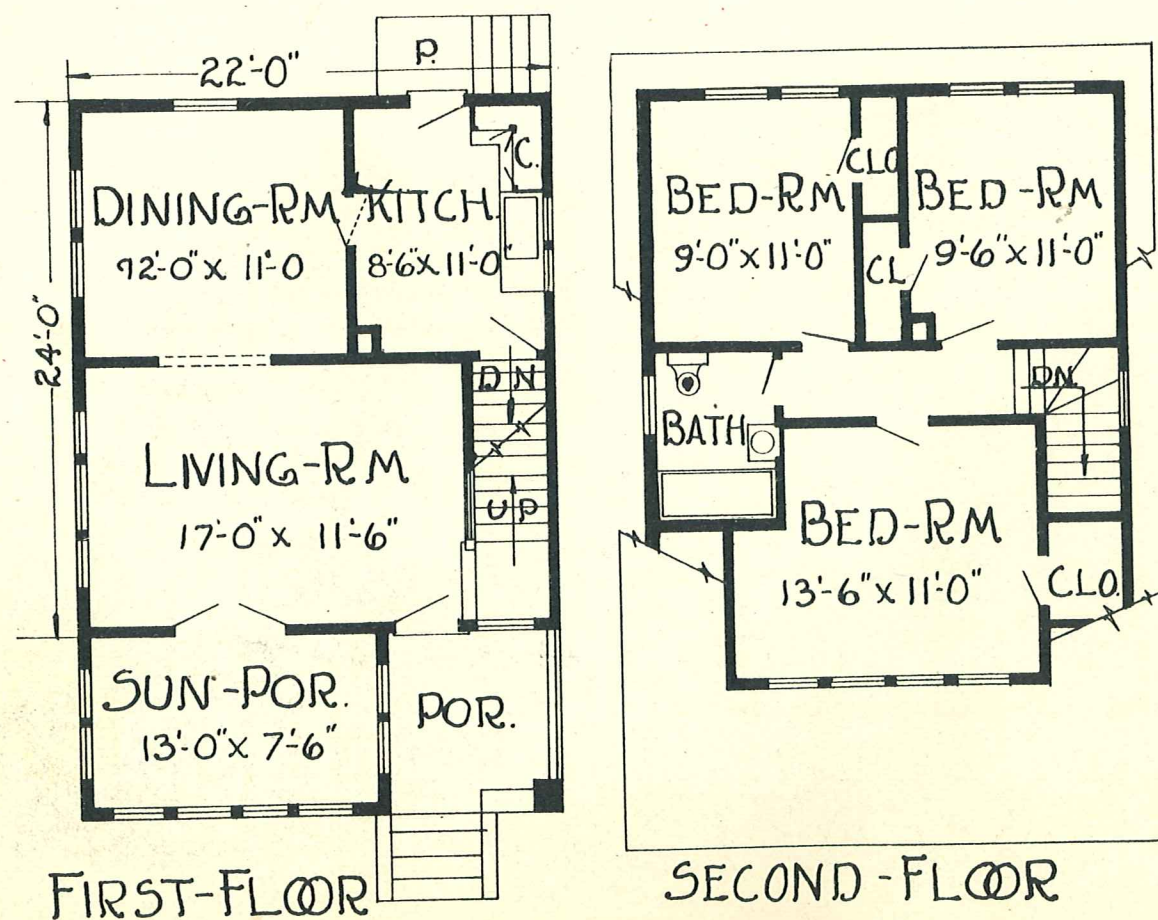 P.
22'-0"
24'-0"
C.
DINING-RM
12'-0" x 11'-0
KITCH.
8'-6" x 11'-0"
DN
LIVING-RM
17'-0" x 11'-6"
UP
SUN-POR.
13'-0" x 7'-6"
POR.
FIRST-FLOOR
BED-RM
9'-0" x 11'-0"
CLO
CL
BED-RM
9'-6" x 11'-0"
DN.
BATH
BED-RM
13'-6" x 11'-0"
CLO.
SECOND-FLOOR